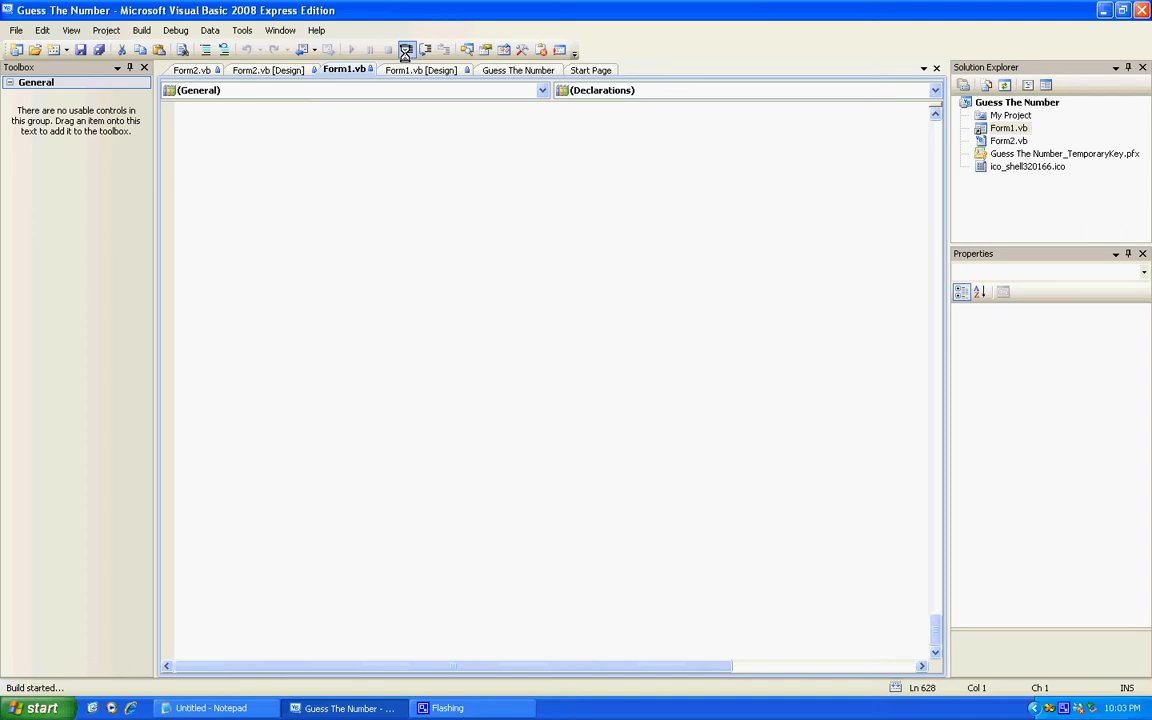 Guess The Number - Microsoft Visual Basic 2008 Express Edition
File Edit View Project Build Debug Data Tools Window Help
Toolbox
Form2.vb Form2.vb [Design] Form1.vb Form1.vb [Design] Guess The Number Start Page
Solution Explorer
General
(General)
(Declarations)
There are no usable controls in
this group. Drag an item onto this
text to add it to the toolbox.
Guess The Number
My Project
Form1.vb
Form2.vb
Guess The Number_TemporaryKey.pfx
ico_shell320166.ico
Properties
Build started...
Ln 628 Col 1 Ch 1 INS
start
Untitled - Notepad
Guess The Number - ...
Flashing
10:03 PM